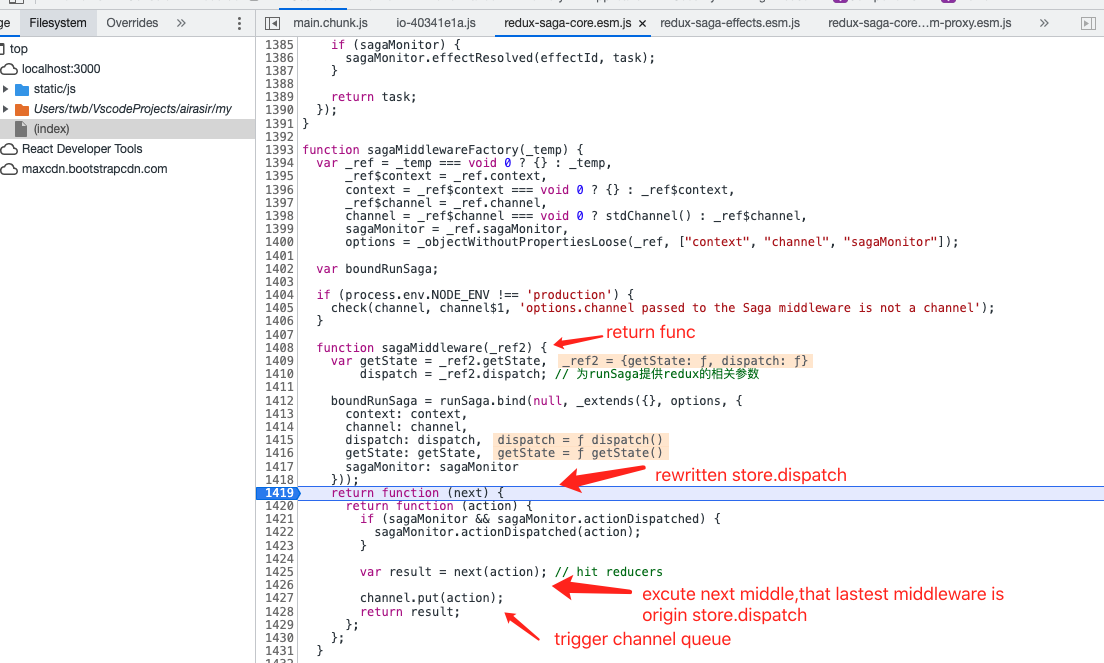 ge Filesystem Overrides »
main.chunk.js io-40341e1a.js redux-saga-core.esm.js × redux-saga-effects.esm.js redux-saga-core…m-proxy.esm.js »
top
localhost:3000
static/js
Users/twb/VscodeProjects/airasir/my
(index)
React Developer Tools
maxcdn.bootstrapcdn.com
1385 if (sagaMonitor) {
1386 sagaMonitor.effectResolved(effectId, task);
1387 }
1388
1389 return task;
1390 });
1391 }
1392
1393 function sagaMiddlewareFactory(_temp) {
1394 var _ref = _temp === void 0 ? {} : _temp,
1395 _ref$context = _ref.context,
1396 context = _ref$context === void 0 ? {} : _ref$context,
1397 _ref$channel = _ref.channel,
1398 channel = _ref$channel === void 0 ? stdChannel() : _ref$channel,
1399 sagaMonitor = _ref.sagaMonitor,
1400 options = _objectWithoutPropertiesLoose(_ref, ["context", "channel", "sagaMonitor"]);
1401
1402 var boundRunSaga;
1403
1404 if (process.env.NODE_ENV !== 'production') {
1405 check(channel, channel$1, 'options.channel passed to the Saga middleware is not a channel');
1406 }
1407
return func
1408 function sagaMiddleware(_ref2) {
1409 var getState = _ref2.getState, _ref2 = {getState: ƒ, dispatch: ƒ}
1410 dispatch = _ref2.dispatch; // 为runSaga提供redux的相关参数
1411
1412 boundRunSaga = runSaga.bind(null, _extends({}, options, {
1413 context: context,
1414 channel: channel,
1415 dispatch: dispatch, dispatch = ƒ dispatch()
1416 getState: getState, getState = ƒ getState()
1417 sagaMonitor: sagaMonitor
1418 }));
rewritten store.dispatch
1419 return function (next) {
1420 return function (action) {
1421 if (sagaMonitor && sagaMonitor.actionDispatched) {
1422 sagaMonitor.actionDispatched(action);
1423 }
1424
1425 var result = next(action); // hit reducers
1426
excute next middle,that lastest middleware is
origin store.dispatch
1427 channel.put(action);
1428 return result;
trigger channel queue
1429 };
1430 };
1431 }